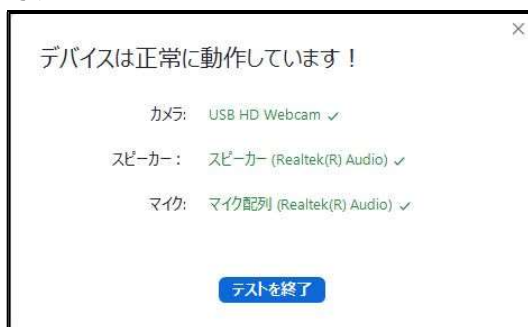 デバイスは正常に動作しています！
カメラ: USB HD Webcam ✓
スピーカー： スピーカー (Realtek(R) Audio) ✓
マイク: マイク配列 (Realtek(R) Audio) ✓
テストを終了